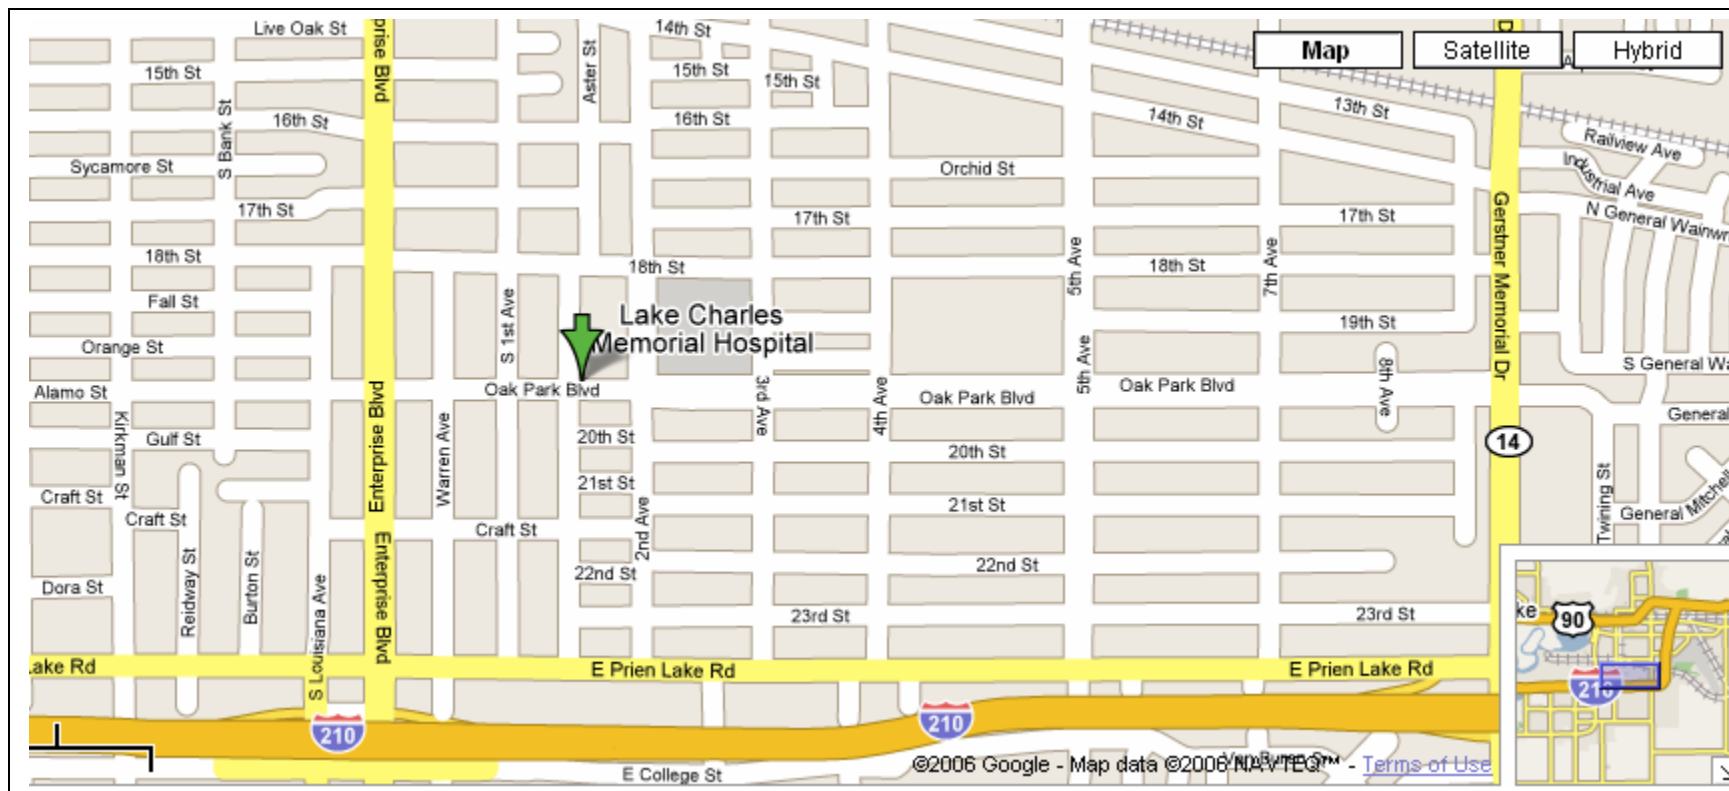 Live Oak St
Enterprise Blvd
14th St
Map
Satellite
Hybrid
15th St
Aster St
15th St
15th St
S Bank St
16th St
16th St
13th St
14th St
Railview Ave
Sycamore St
Orchid St
Industrial Ave
17th St
17th St
17th St
N General Wainwr
Gerstner Memorial Dr
18th St
18th St
18th St
5th Ave
7th Ave
Fall St
S 1st Ave
Lake Charles
Memorial Hospital
19th St
Orange St
5th Ave
8th Ave
S General Wa
Alamo St
Oak Park Blvd
3rd Ave
4th Ave
Oak Park Blvd
Oak Park Blvd
General
Enterprise Blvd
Kirkman St
Gulf St
Warren Ave
20th St
20th St
14
Craft St
21st St
21st St
Twining St
General Mitchell
Craft St
Craft St
2nd Ave
Enterprise Blvd
Reidway St
Burton St
S Louisiana Ave
22nd St
22nd St
Dora St
23rd St
23rd St
ke
90
Lake Rd
E Prien Lake Rd
E Prien Lake Rd
210
210
210
E College St
©2006 Google - Map data ©2006 NAVTEQ™ - Terms of Use